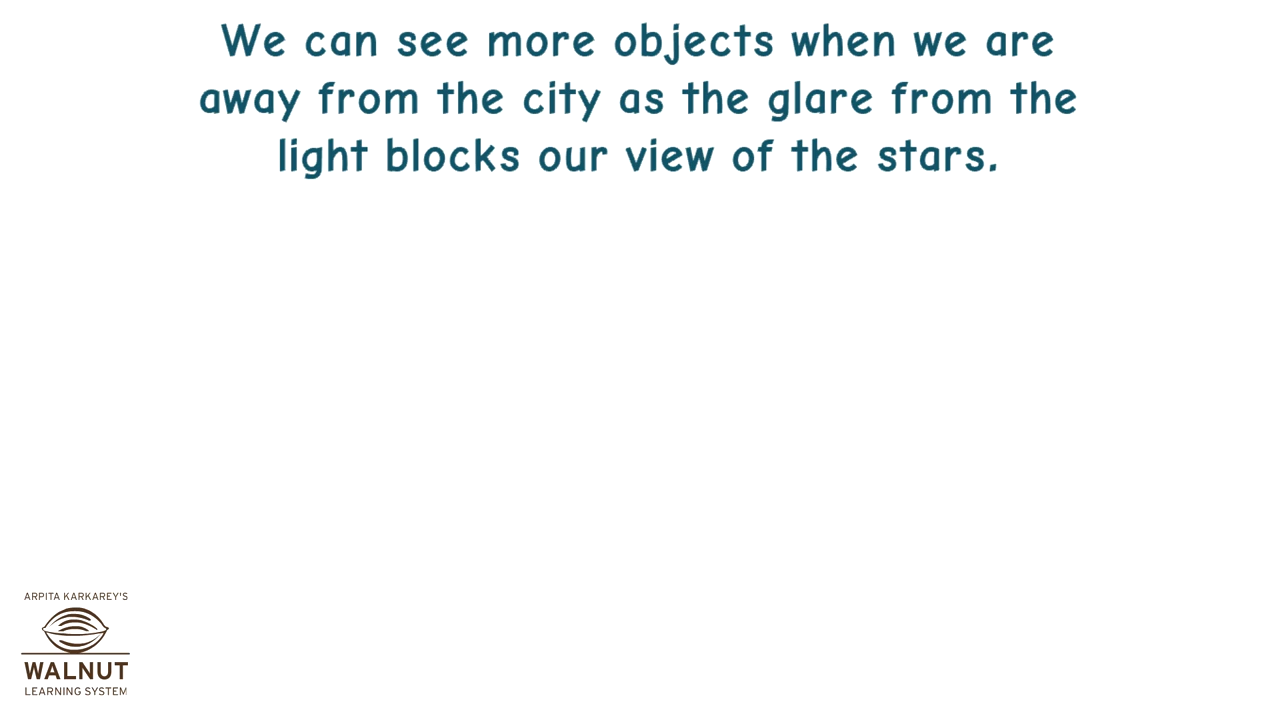 We can see more objects when we are
away from the city as the glare from the
light blocks our view of the stars.
ARPITA KARKAREY'S
WALNUT
LEARNING SYSTEM